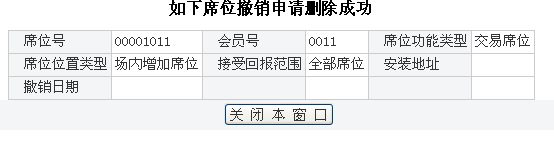 如下席位撤销申请删除成功
席位号 00001011 会员号 0011 席位功能类型 交易席位
席位位置类型 场内增加席位 接受回报范围 全部席位 安装地址
撤销日期
关 闭 本 窗 口